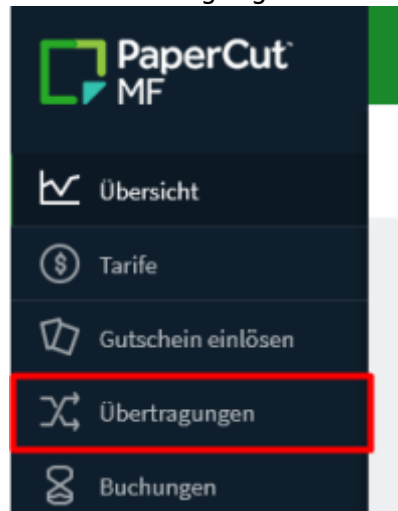 PaperCut
MF
Übersicht
Tarife
Gutschein einlösen
Übertragungen
Buchungen